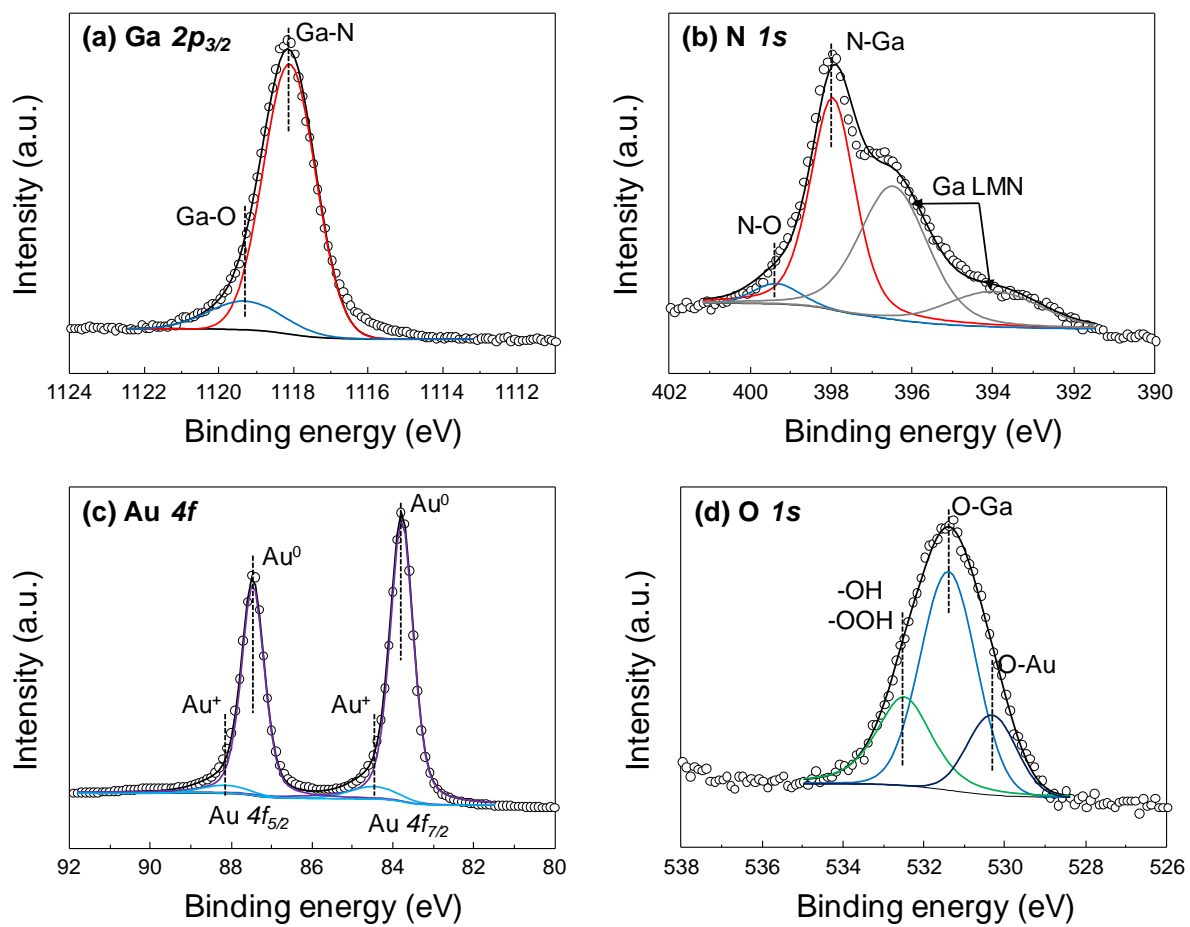 (a) Ga 2p3/2
Ga-N
Ga-O
Intensity (a.u.)
1124 1122 1120 1118 1116 1114 1112
Binding energy (eV)
(b) N 1s
N-Ga
Ga LMN
N-O
Intensity (a.u.)
402 400 398 396 394 392 390
Binding energy (eV)
(c) Au 4f
Au0
Au0
Au+
Au+
Au 4f5/2
Au 4f7/2
Intensity (a.u.)
92 90 88 86 84 82 80
Binding energy (eV)
(d) O 1s
O-Ga
-OH
-OOH
O-Au
Intensity (a.u.)
538 536 534 532 530 528 526
Binding energy (eV)